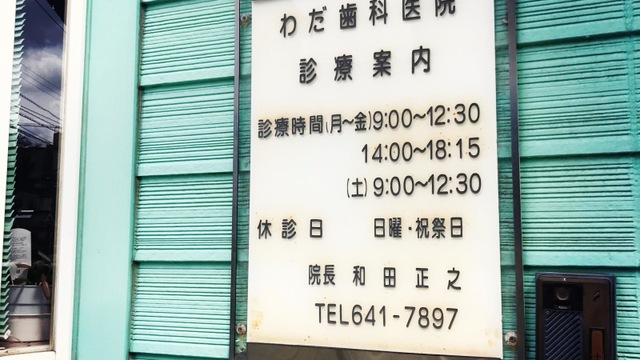 わだ歯科医院
診療案内
診療時間(月~金)9:00~12:30
14:00~18:15
(土)9:00~12:30
休診日 日曜・祝祭日
院長 和田正之
TEL641-7897